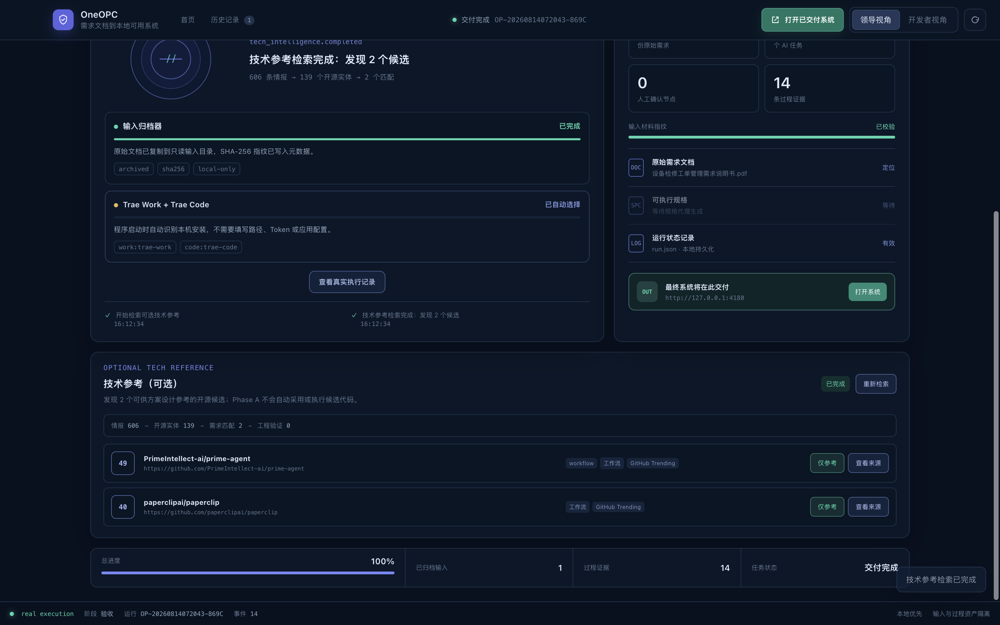 OneOPC
需求文档到本地可用系统
首页
历史记录 1
交付完成 OP-20260814072043-869C
打开已交付系统
领导视角
开发者视角
tech_intelligence.completed
技术参考检索完成：发现 2 个候选
606 条情报 → 139 个开源实体 → 2 个匹配
输入归档器
已完成
原始文档已复制到只读输入目录，SHA-256 指纹已写入元数据。
archived sha256 local-only
Trae Work + Trae Code
已自动选择
程序启动时自动识别本机安装，不需要填写路径、Token 或应用配置。
work:trae-work code:trae-code
查看真实执行记录
开始检索可选技术参考
16:12:34
技术参考检索完成：发现 2 个候选
16:12:34
份原始需求
个 AI 任务
0
人工确认节点
14
条过程证据
输入材料指纹
已校验
DOC
原始需求文档
设备检修工单管理需求说明书.pdf
定位
SPC
可执行规格
等待规格代理生成
等待
LOG
运行状态记录
run.json · 本地持久化
有效
OUT
最终系统将在此交付
http://127.0.0.1:4180
打开系统
OPTIONAL TECH REFERENCE
技术参考（可选）
发现 2 个可供方案设计参考的开源候选；Phase A 不会自动采用或执行候选代码。
已完成
重新检索
情报 606 → 开源实体 139 → 需求匹配 2 → 工程验证 0
49
PrimeIntellect-ai/prime-agent
https://github.com/PrimeIntellect-ai/prime-agent
workflow 工作流 GitHub Trending
仅参考
查看来源
40
paperclipai/paperclip
https://github.com/paperclipai/paperclip
工作流 GitHub Trending
仅参考
查看来源
总进度
100%
已归档输入
1
过程证据
14
任务状态
交付完成
技术参考检索已完成
real execution 阶段 验收 运行 OP-20260814072043-869C 事件 14
本地优先 输入与过程资产隔离